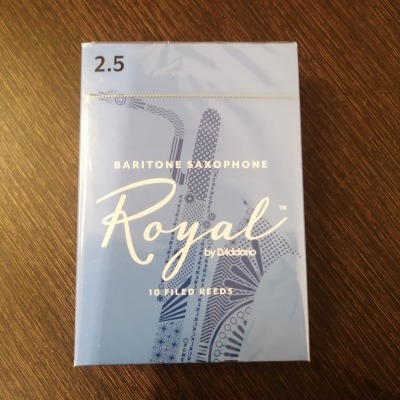 2.5
BARITONE SAXOPHONE
Royal™
by D'Addario
10 FILED REEDS